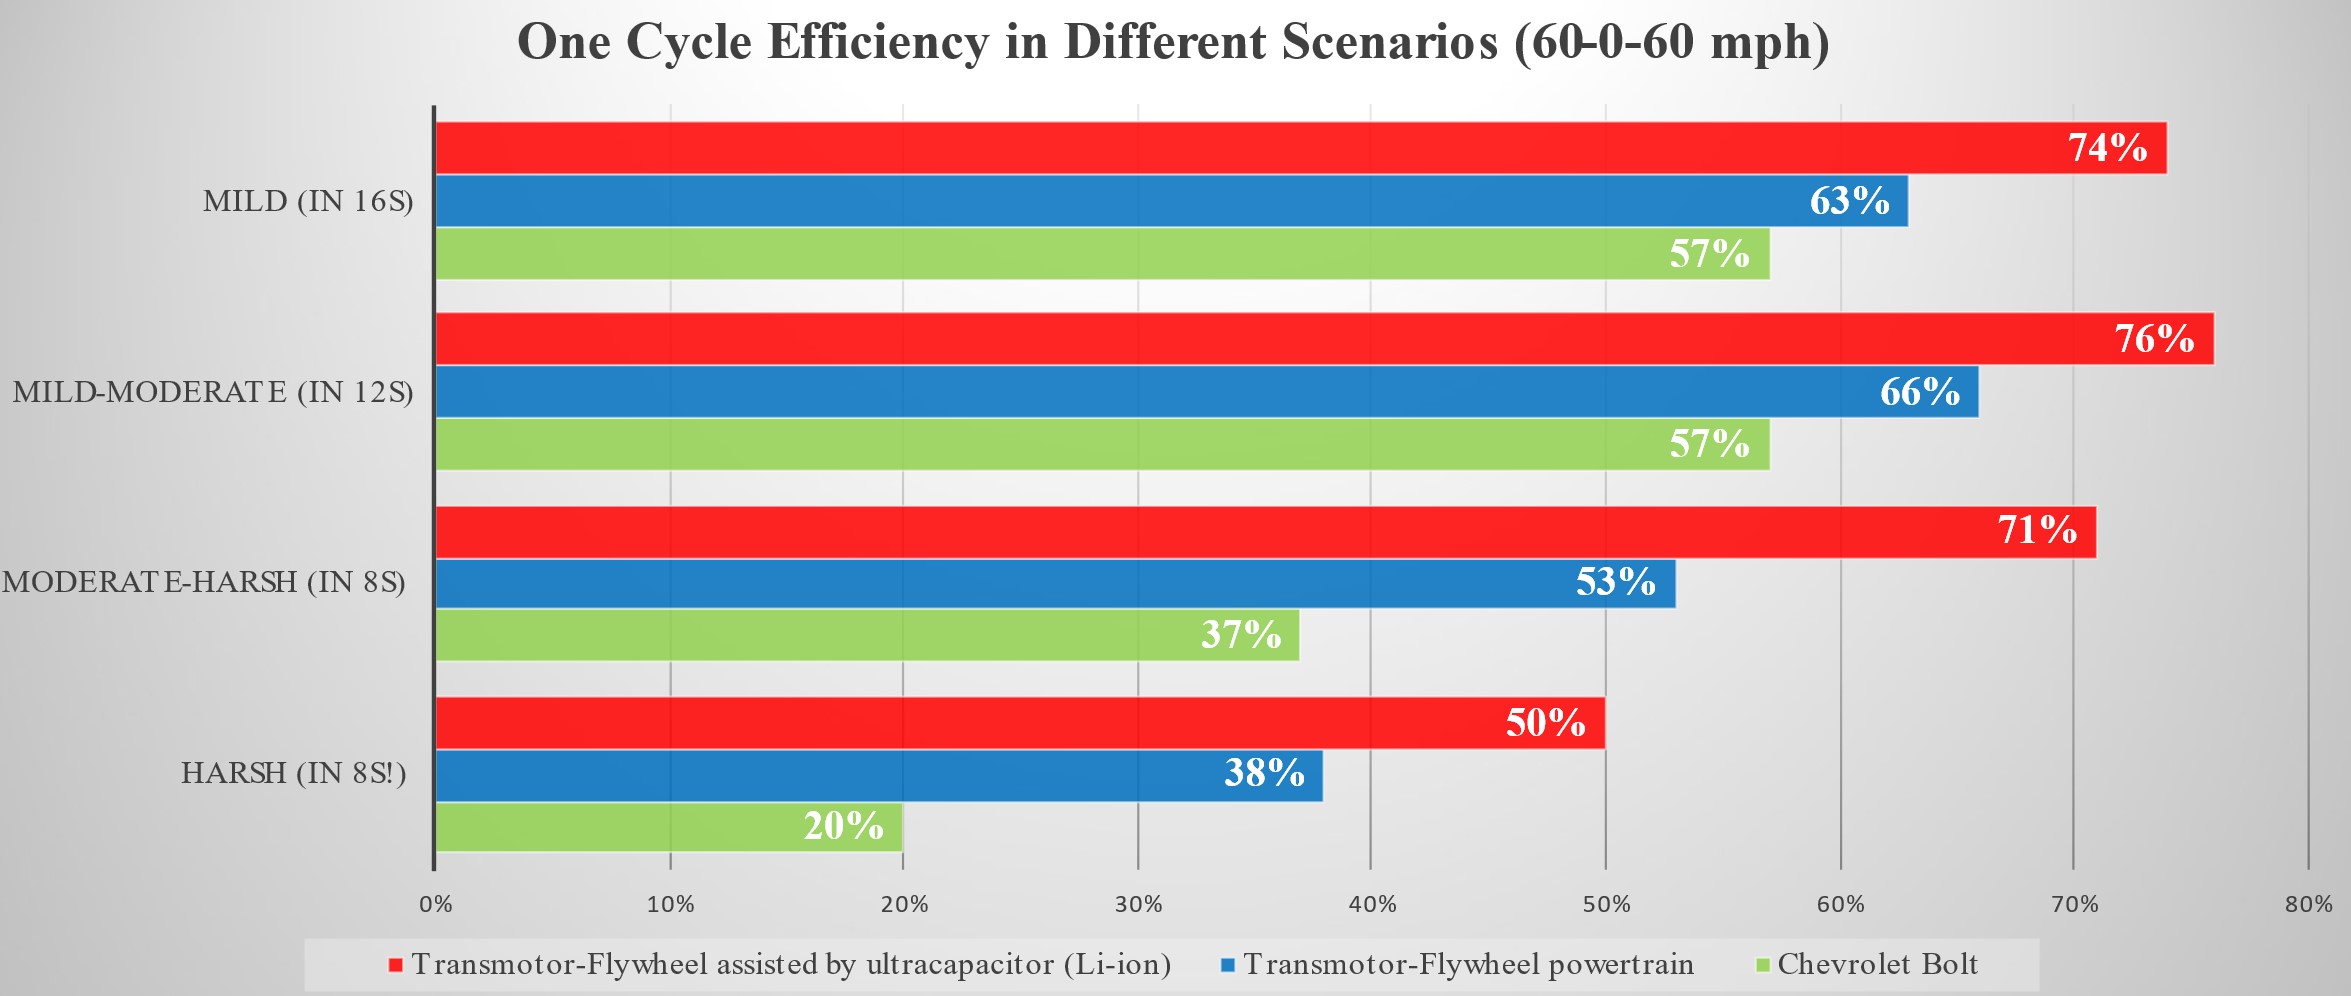 One Cycle Efficiency in Different Scenarios (60-0-60 mph)
MILD (IN 16S)
74%
63%
57%
MILD-MODERATE (IN 12S)
76%
66%
57%
MODERATE-HARSH (IN 8S)
71%
53%
37%
HARSH (IN 8S!)
50%
38%
20%
0% 10% 20% 30% 40% 50% 60% 70% 80%
Transmotor-Flywheel assisted by ultracapacitor (Li-ion) Transmotor-Flywheel powertrain Chevrolet Bolt